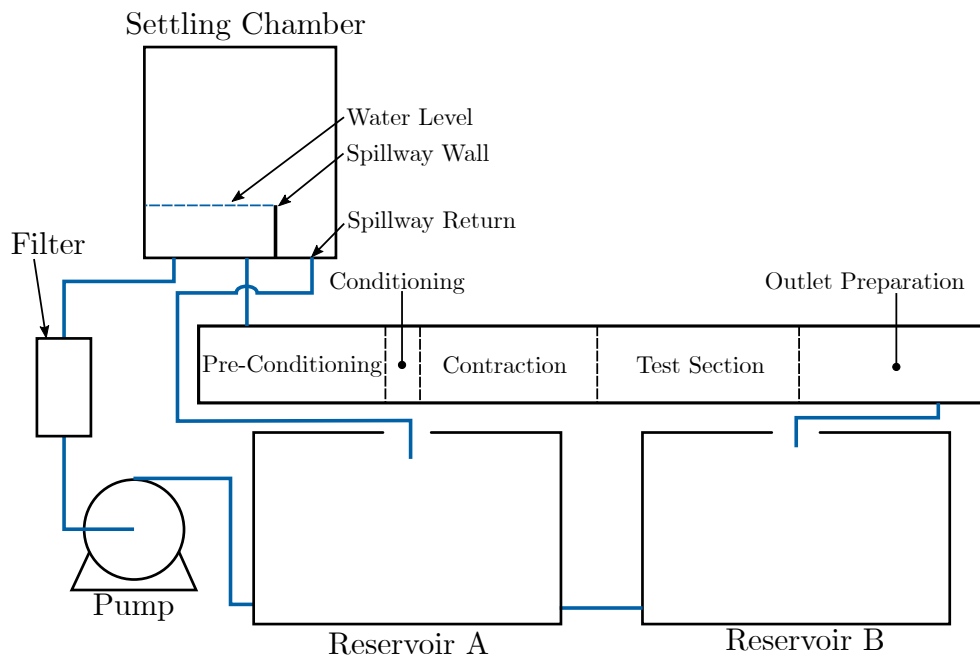 Settling Chamber
Water Level
Spillway Wall
Spillway Return
Filter
Conditioning
Outlet Preparation
Pre-Conditioning
Contraction
Test Section
Pump
Reservoir A
Reservoir B